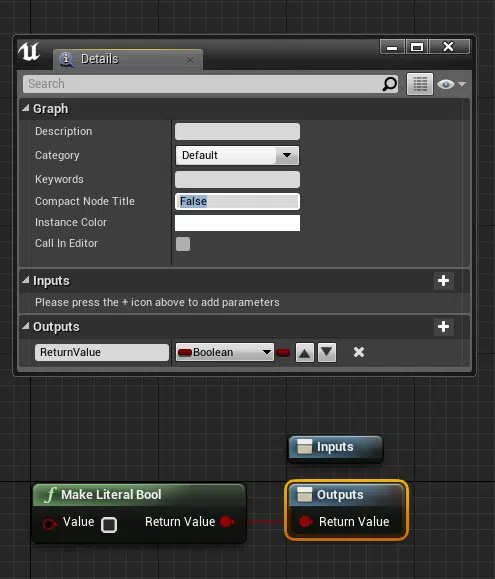 Details
Search
Graph
Description
Category Default
Keywords
Compact Node Title False
Instance Color
Call In Editor
Inputs
Please press the + icon above to add parameters
Outputs
ReturnValue Boolean
Inputs
Make Literal Bool
Value Return Value
Outputs
Return Value